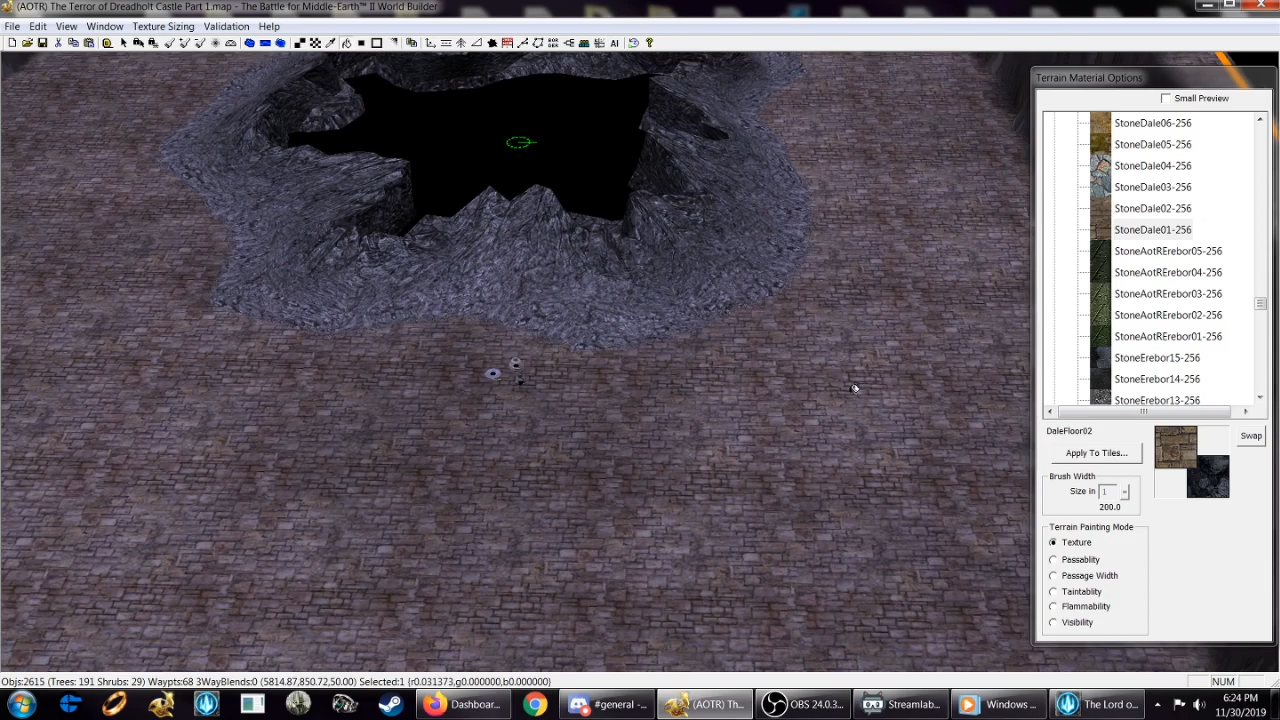 (AOTR) The Terror of Dreadholt Castle Part 1.map - The Battle for Middle-Earth™ II World Builder
File Edit View Window Texture Sizing Validation Help
AI
Terrain Material Options
Small Preview
StoneDale06-256
StoneDale05-256
StoneDale04-256
StoneDale03-256
StoneDale02-256
StoneDale01-256
StoneAotRErebor05-256
StoneAotRErebor04-256
StoneAotRErebor03-256
StoneAotRErebor02-256
StoneAotRErebor01-256
StoneErebor15-256
StoneErebor14-256
StoneErebor13-256
DaleFloor02
Swap
Apply To Tiles...
Brush Width
Size in 1
200.0
Terrain Painting Mode
Texture
Passablity
Passage Width
Taintablity
Flammability
Visibility
Objs:2615 (Trees: 191 Shrubs: 29) Waypts:68 3WayBlends:0 (5814.87,850.72,50.00) Selected:1 (r0.031373,g0.000000,b0.000000)
NUM
Dashboar... #general -... (AOTR) Th... OBS 24.0.3... Streamlab... Windows ... The Lord o...
6:24 PM
11/30/2019